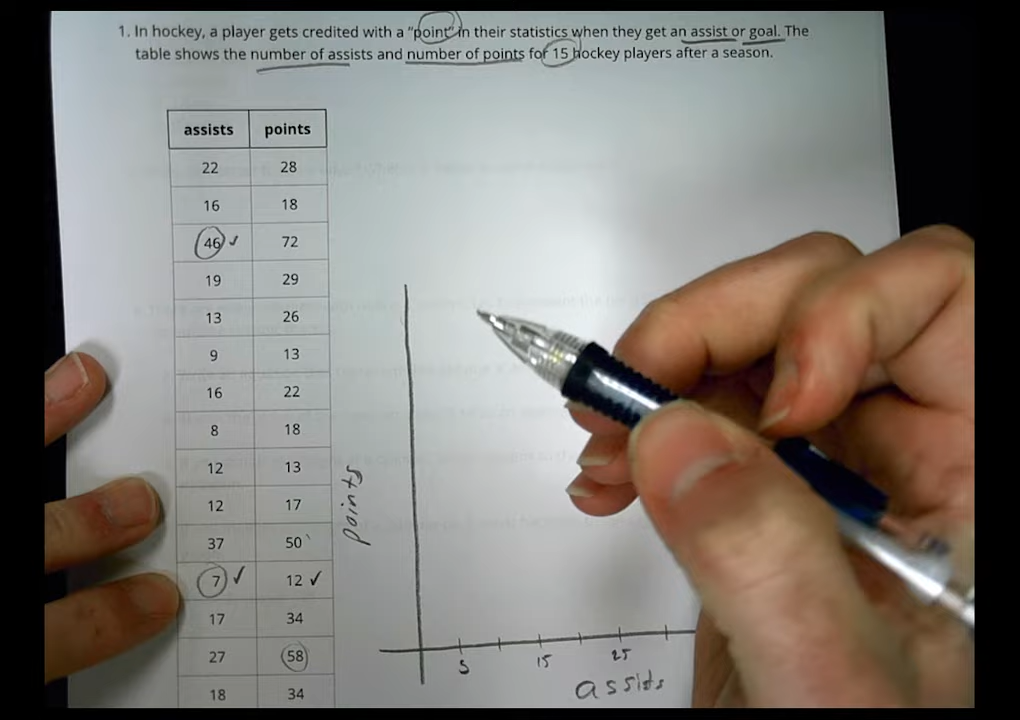 1. In hockey, a player gets credited with a "point" in their statistics when they get an assist or goal. The
table shows the number of assists and number of points for 15 hockey players after a season.
assists points
22 28
16 18
46 ✓ 72
19 29
13 26
9 13
16 22
8 18
12 13
12 17
37 50
7 ✓ 12 ✓
17 34
27 58
18 34
points
5 15 25
assists